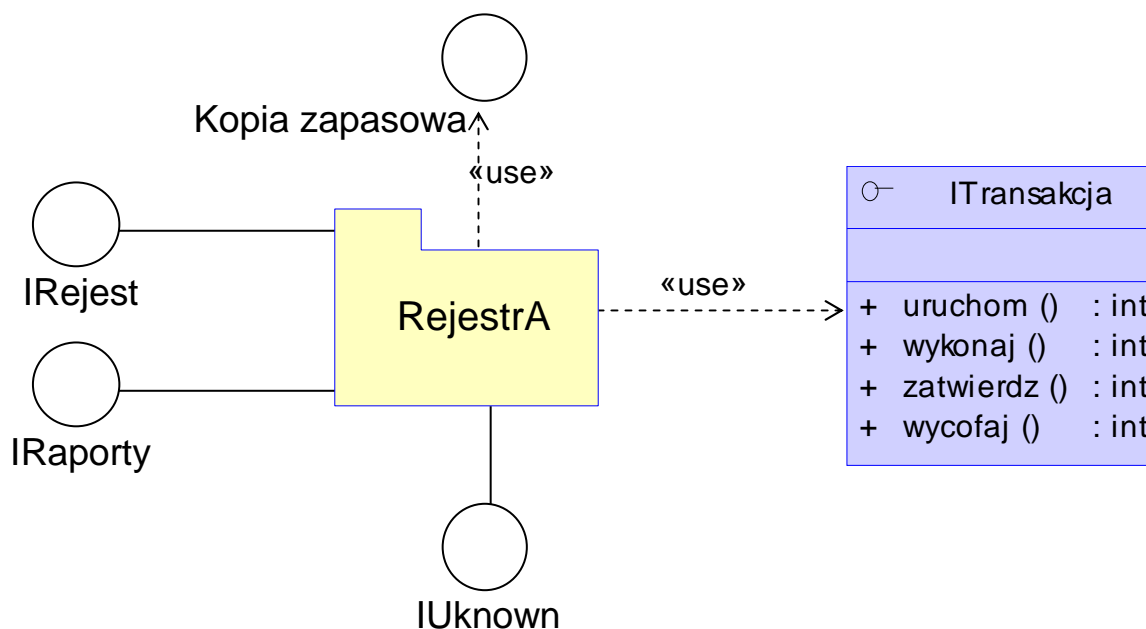 Kopia zapasowa
«use»
IRejest
RejestrA
«use»
ITransakcja
+ uruchom () : int
+ wykonaj () : int
+ zatwierdz () : int
+ wycofaj () : int
IRaporty
IUknown